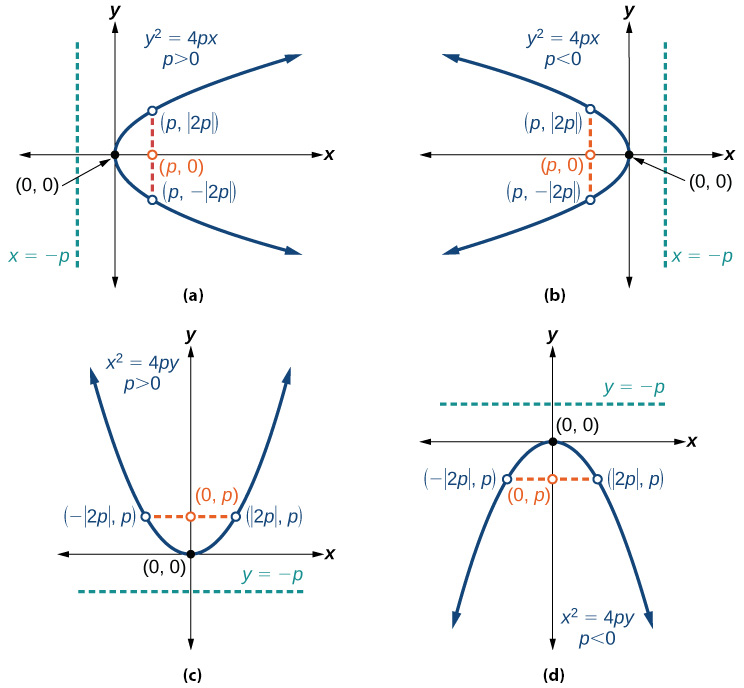 y
y² = 4px
p>0
(p, |2p|)
x
(p, 0)
(0, 0)
(p, −|2p|)
x = −p
(a)
y
y² = 4px
p<0
(p, |2p|)
x
(p, 0)
(0, 0)
(p, −|2p|)
x = −p
(b)
y
x² = 4py
p>0
(0, p)
(−|2p|, p)
(|2p|, p)
x
(0, 0)
y = −p
(c)
y
y = −p
(0, 0)
x
(−|2p|, p)
(|2p|, p)
(0, p)
x² = 4py
p<0
(d)